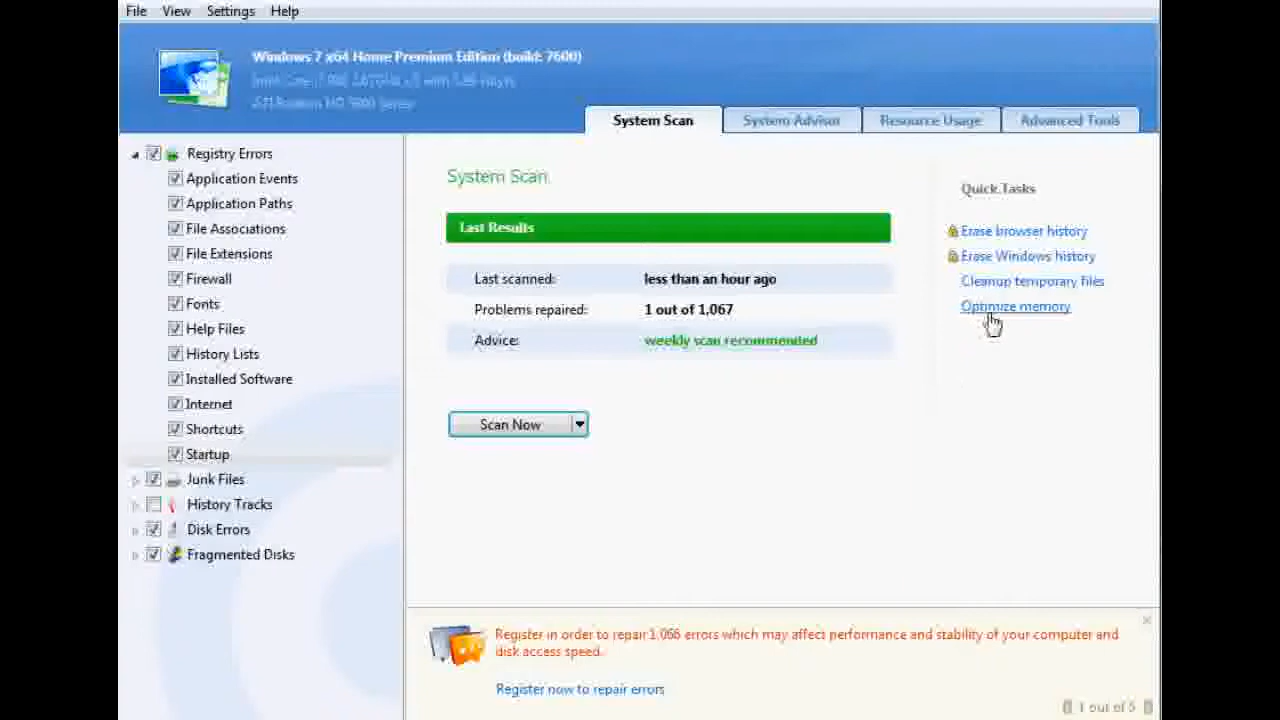 File View Settings Help
Windows 7 x64 Home Premium Edition (build: 7600)
System Scan System Advisor Resource Usage Advanced Tools
Registry Errors
Application Events
Application Paths
File Associations
File Extensions
Firewall
Fonts
Help Files
History Lists
Installed Software
Internet
Shortcuts
Startup
Junk Files
History Tracks
Disk Errors
Fragmented Disks
System Scan
Last Results
Last scanned: less than an hour ago
Problems repaired: 1 out of 1,067
Advice: weekly scan recommended
Scan Now
Quick Tasks
Erase browser history
Erase Windows history
Cleanup temporary files
Optimize memory
Register in order to repair 1,066 errors which may affect performance and stability of your computer and
disk access speed.
Register now to repair errors
1 out of 5